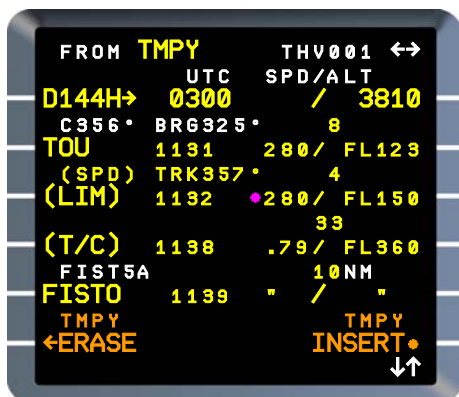 FROM TMPY THV001 ↔
UTC SPD/ALT
D144H→ 0300 / 3810
C356° BRG325° 8
TOU 1131 280/ FL123
(SPD) TRK357° 4
(LIM) 1132 280/ FL150
33
(T/C) 1138 .79/ FL360
FIST5A 10NM
FISTO 1139 " / "
TMPY TMPY
←ERASE INSERT
↓↑